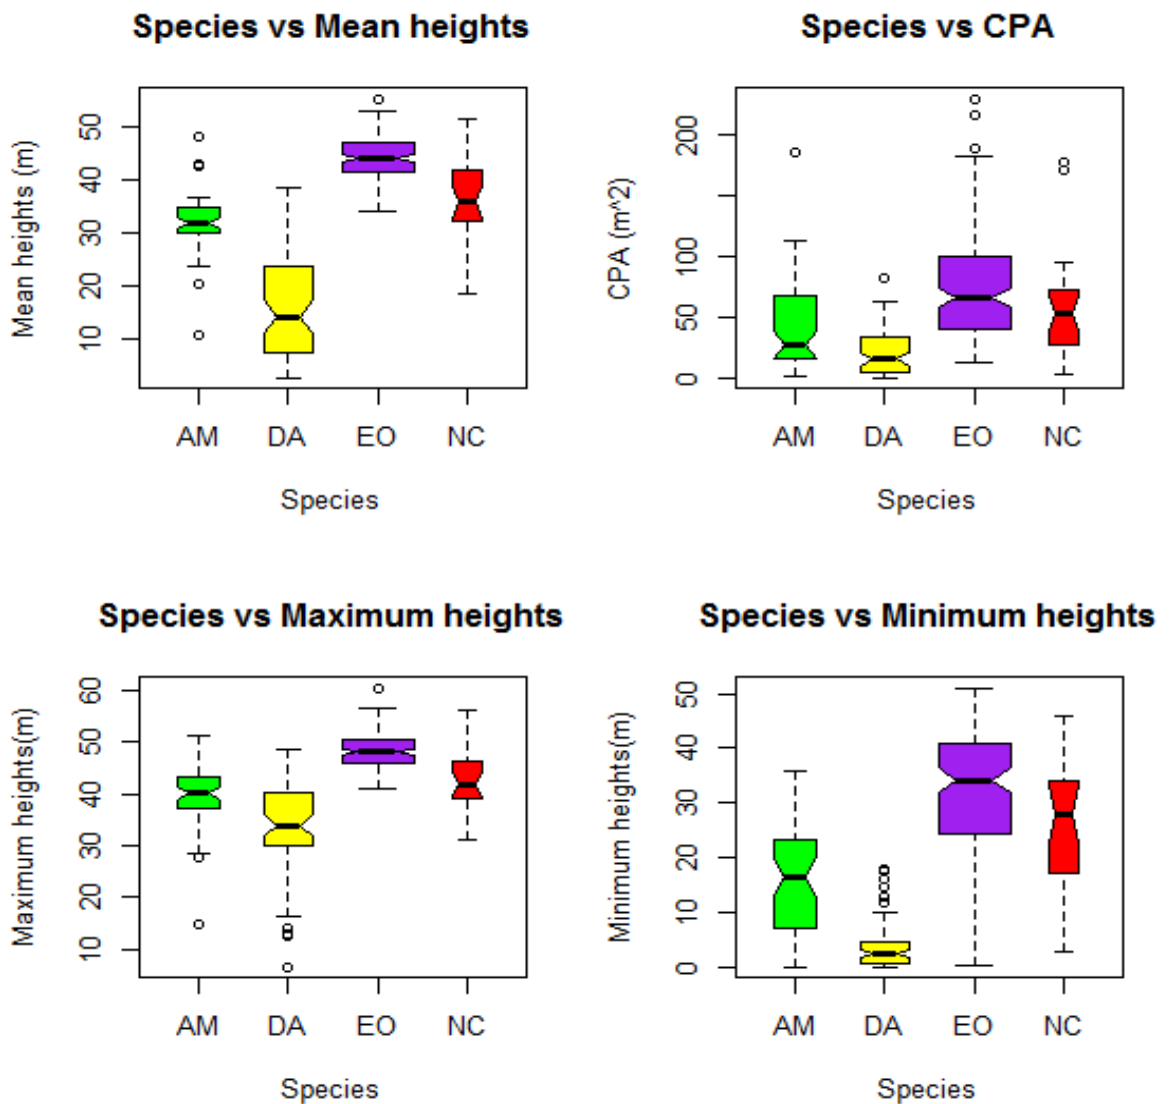 Species vs Mean heights
Mean heights (m)
50
40
30
20
10
AM DA EO NC
Species
Species vs CPA
CPA (m^2)
200
100
50
0
AM DA EO NC
Species
Species vs Maximum heights
Maximum heights(m)
60
50
40
30
20
10
AM DA EO NC
Species
Species vs Minimum heights
Minimum heights(m)
50
40
30
20
10
0
AM DA EO NC
Species